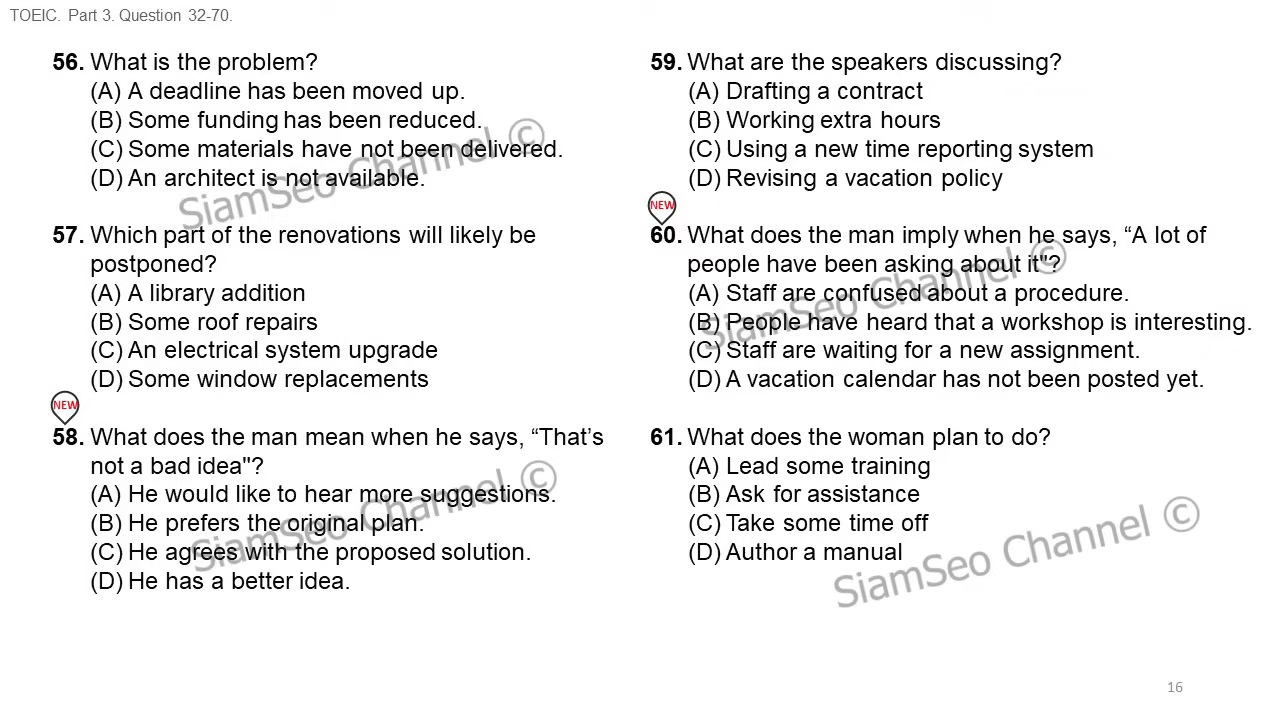 TOEIC. Part 3. Question 32-70.
56. What is the problem?
(A) A deadline has been moved up.
(B) Some funding has been reduced.
(C) Some materials have not been delivered.
(D) An architect is not available.
SiamSeo Channel ©
57. Which part of the renovations will likely be
postponed?
(A) A library addition
(B) Some roof repairs
(C) An electrical system upgrade
(D) Some window replacements
NEW
58. What does the man mean when he says, “That’s
not a bad idea"?
(A) He would like to hear more suggestions.
(B) He prefers the original plan.
(C) He agrees with the proposed solution.
(D) He has a better idea.
SiamSeo Channel ©
59. What are the speakers discussing?
(A) Drafting a contract
(B) Working extra hours
(C) Using a new time reporting system
(D) Revising a vacation policy
NEW
60. What does the man imply when he says, “A lot of
people have been asking about it"?
(A) Staff are confused about a procedure.
(B) People have heard that a workshop is interesting.
(C) Staff are waiting for a new assignment.
(D) A vacation calendar has not been posted yet.
SiamSeo Channel ©
61. What does the woman plan to do?
(A) Lead some training
(B) Ask for assistance
(C) Take some time off
(D) Author a manual
SiamSeo Channel ©
16